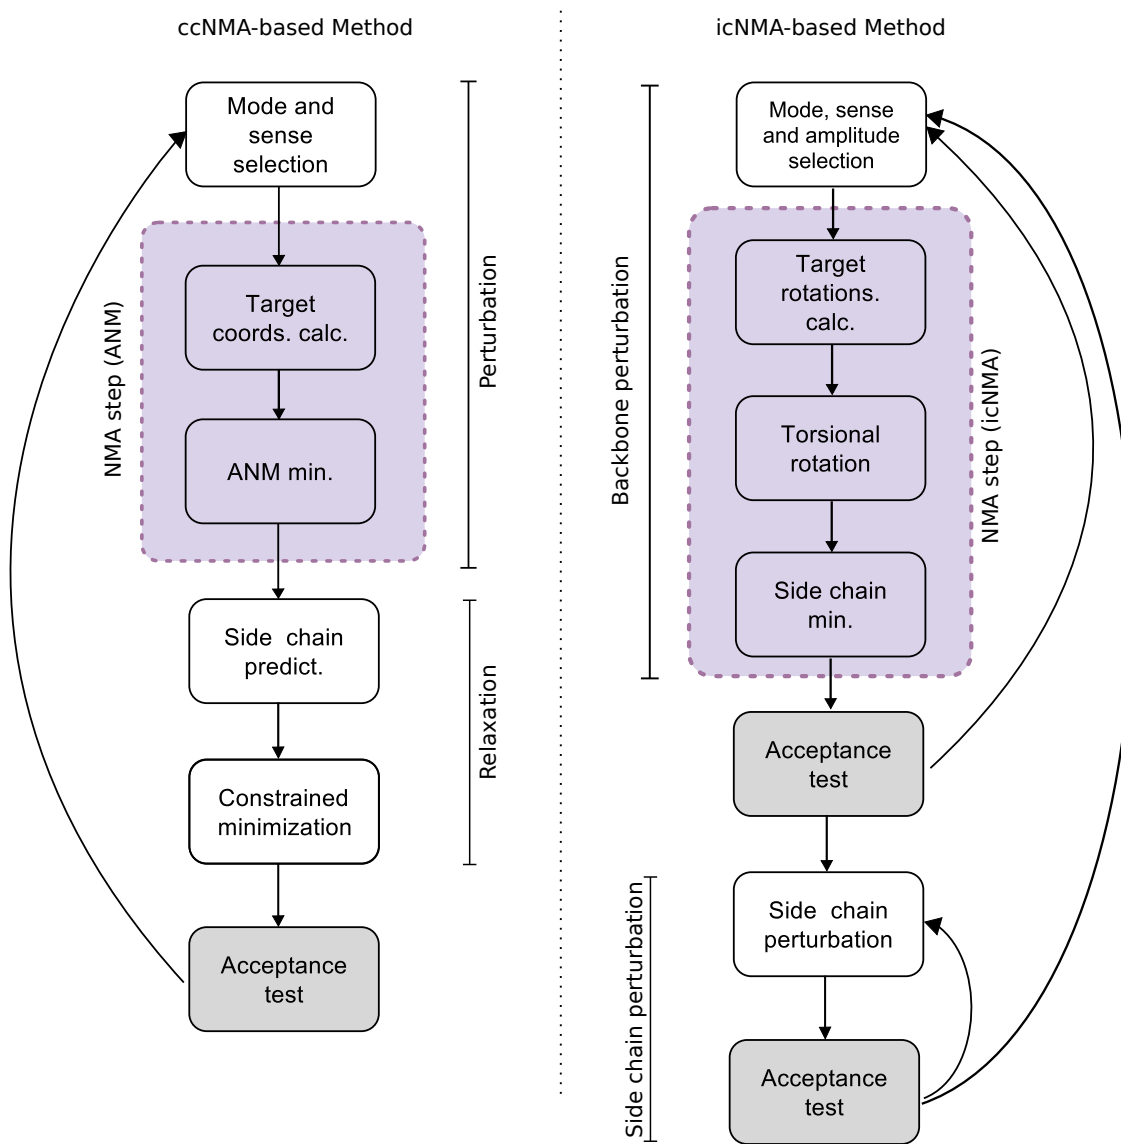 ccNMA-based Method
Mode and
sense
selection
Target
coords. calc.
ANM min.
NMA step (ANM)
Perturbation
Side chain
predict.
Constrained
minimization
Relaxation
Acceptance
test
icNMA-based Method
Mode, sense
and amplitude
selection
Target
rotations.
calc.
Torsional
rotation
Side chain
min.
Backbone perturbation
NMA step (icNMA)
Acceptance
test
Side chain
perturbation
Side chain perturbation
Acceptance
test